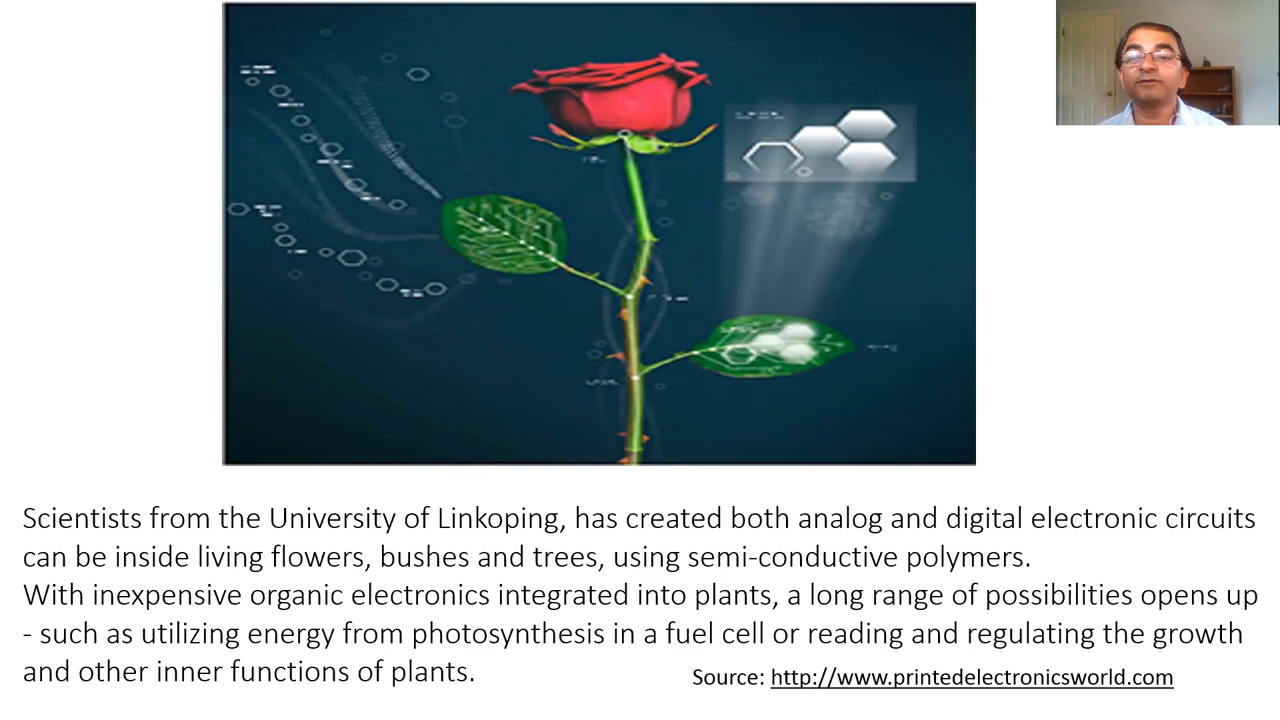 Scientists from the University of Linkoping, has created both analog and digital electronic circuits
can be inside living flowers, bushes and trees, using semi-conductive polymers.
With inexpensive organic electronics integrated into plants, a long range of possibilities opens up
- such as utilizing energy from photosynthesis in a fuel cell or reading and regulating the growth
and other inner functions of plants.
Source: http://www.printedelectronicsworld.com